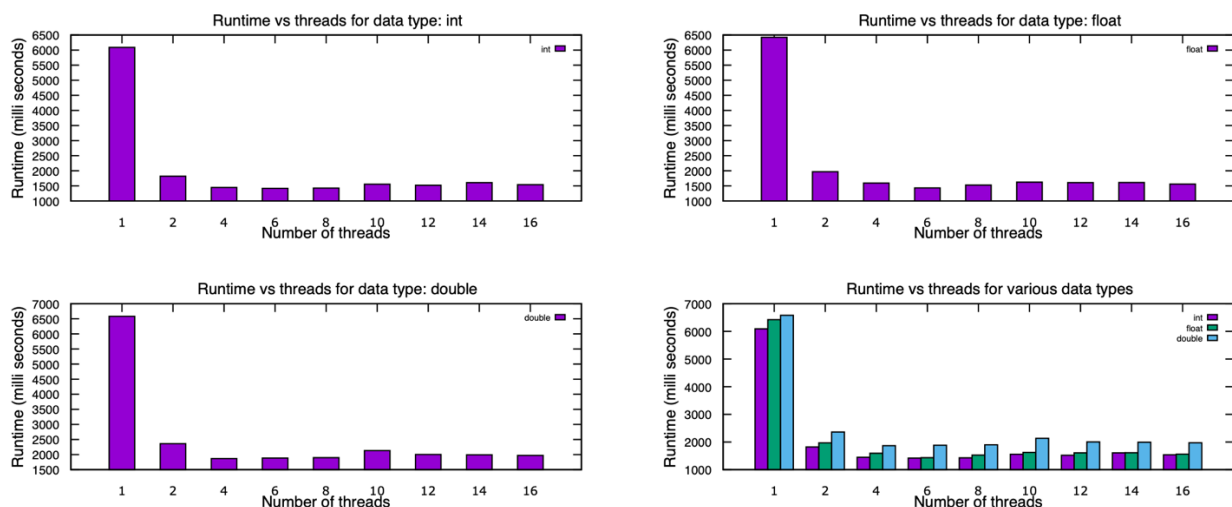 Runtime vs threads for data type: int
Runtime (milli seconds)
6500
6000
5500
5000
4500
4000
3500
3000
2500
2000
1500
1000
int
1 2 4 6 8 10 12 14 16
Number of threads
Runtime vs threads for data type: float
Runtime (milli seconds)
6500
6000
5500
5000
4500
4000
3500
3000
2500
2000
1500
1000
float
1 2 4 6 8 10 12 14 16
Number of threads
Runtime vs threads for data type: double
Runtime (milli seconds)
7000
6500
6000
5500
5000
4500
4000
3500
3000
2500
2000
1500
double
1 2 4 6 8 10 12 14 16
Number of threads
Runtime vs threads for various data types
Runtime (milli seconds)
7000
6000
5000
4000
3000
2000
1000
int
float
double
1 2 4 6 8 10 12 14 16
Number of threads